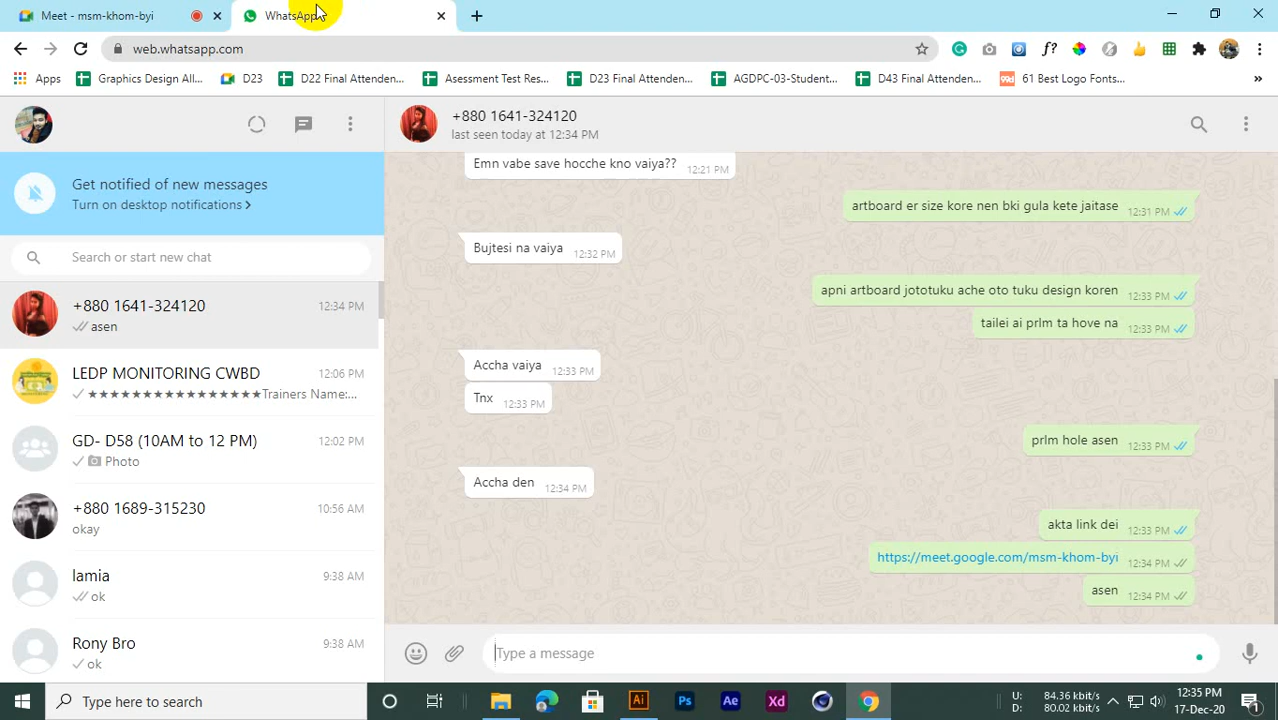 Meet - msm-khom-byi
WhatsApp
web.whatsapp.com
Apps
Graphics Design All...
D23
D22 Final Attenden...
Asessment Test Res...
D23 Final Attenden...
AGDPC-03-Student...
D43 Final Attenden...
99d
61 Best Logo Fonts...
»
+880 1641-324120
last seen today at 12:34 PM
Get notified of new messages
Turn on desktop notifications >
Search or start new chat
+880 1641-324120 12:34 PM
asen
LEDP MONITORING CWBD 12:06 PM
★★★★★★★★★★★★★★★★Trainers Name:...
GD- D58 (10AM to 12 PM) 12:02 PM
Photo
+880 1689-315230 10:56 AM
okay
lamia 9:38 AM
ok
Rony Bro 9:38 AM
ok
Emn vabe save hocche kno vaiya?? 12:21 PM
artboard er size kore nen bki gula kete jaitase 12:31 PM
Bujtesi na vaiya 12:32 PM
apni artboard jototuku ache oto tuku design koren 12:33 PM
tailei ai prlm ta hove na 12:33 PM
Accha vaiya 12:33 PM
Tnx 12:33 PM
prlm hole asen 12:33 PM
Accha den 12:34 PM
akta link dei 12:33 PM
https://meet.google.com/msm-khom-byi 12:34 PM
asen 12:34 PM
Type a message
Type here to search
Ai
Ps
Ae
Xd
U: 84.36 kbit/s
D: 80.02 kbit/s
12:35 PM
17-Dec-20
1